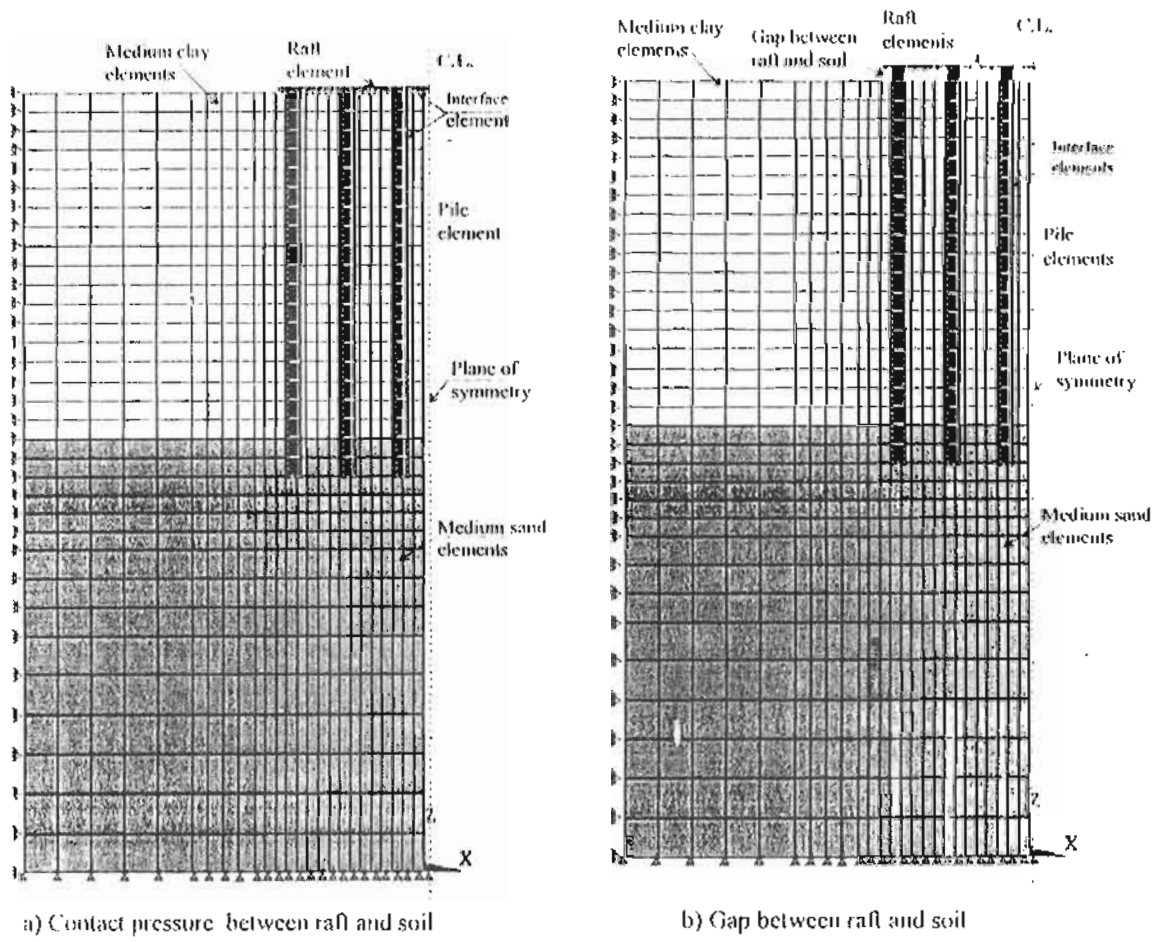 Medium clay
elements
Raft
element
C.L.
Interface
element
Pile
element
Plane of
symmetry
Medium sand
elements
Z
X
a) Contact pressure between raft and soil
Medium clay
elements
Gap between
raft and soil
Raft
elements
C.L.
Interface
elements
Pile
elements
Plane of
symmetry
Medium sand
elements
Z
X
b) Gap between raft and soil